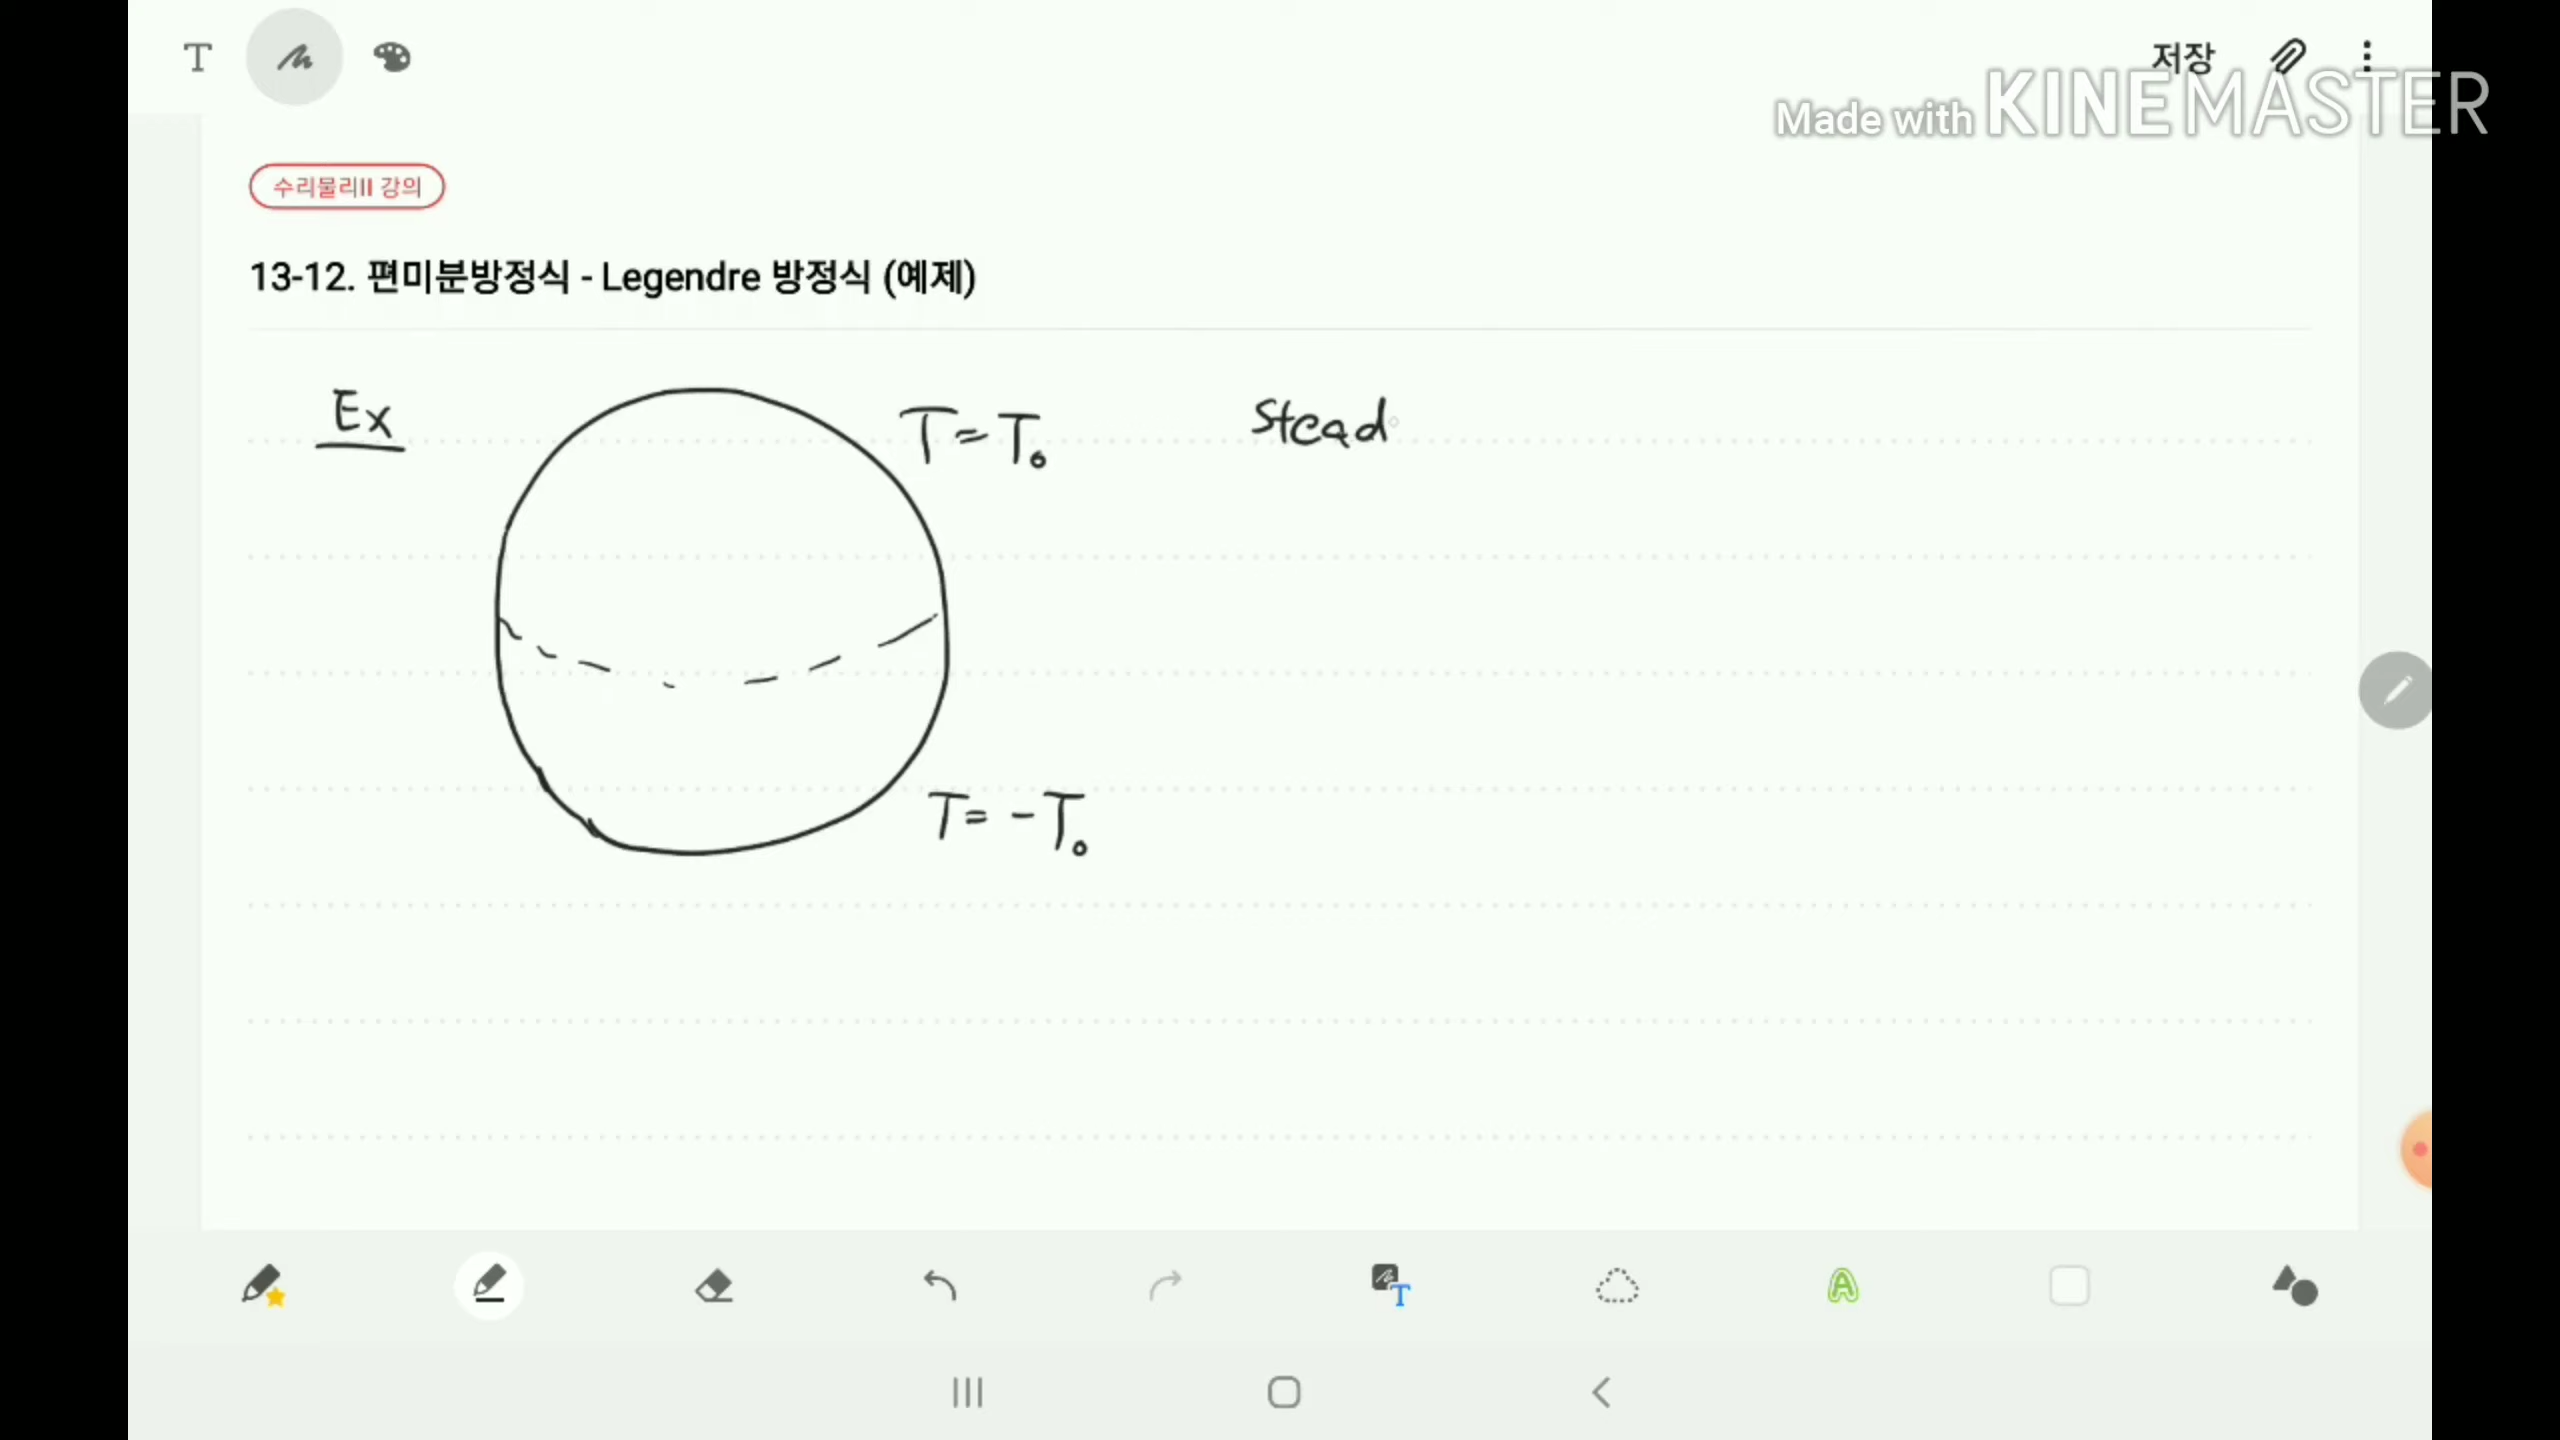 저장
Made with KINEMASTER
수리물리II 강의
13-12. 편미분방정식 - Legendre 방정식 (예제)
Ex
T=T₀
Stead
T= -T₀